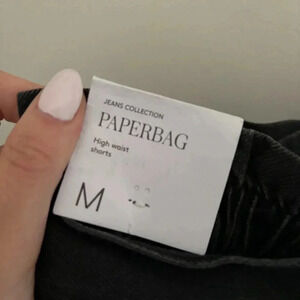 JEANS COLLECTION
PAPERBAG
High waist
shorts
M